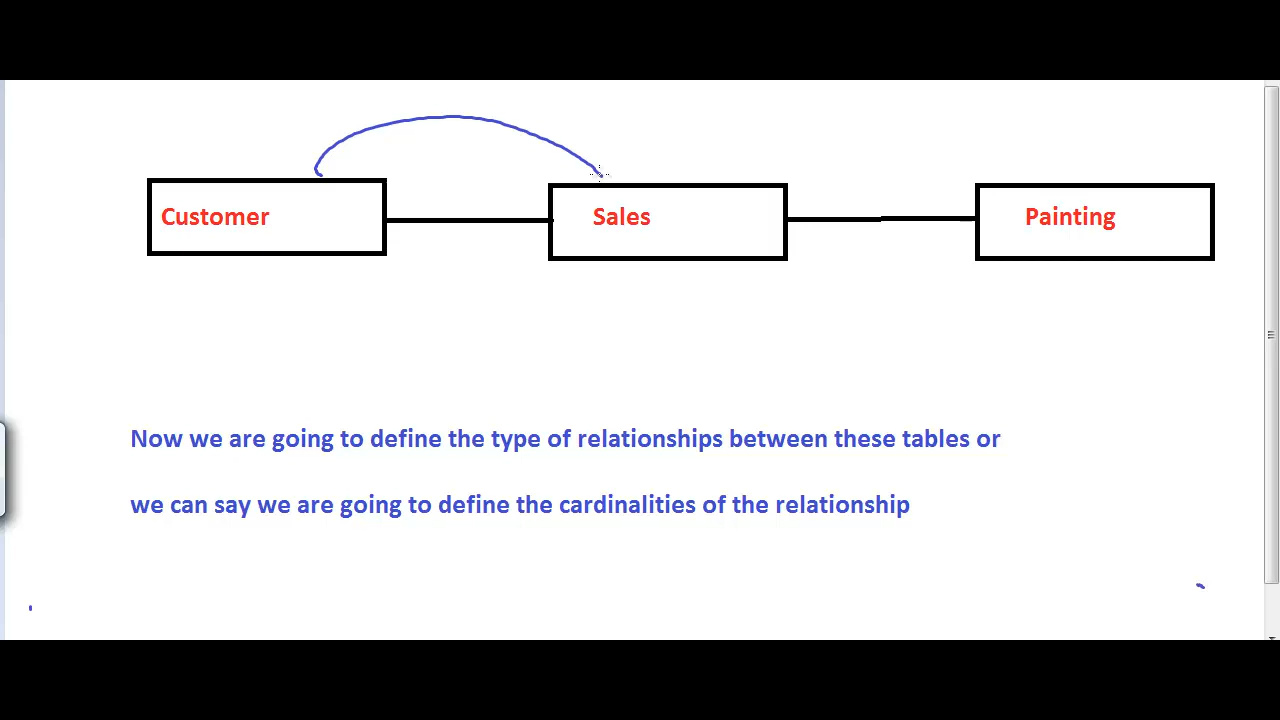 Customer
Sales
Painting
Now we are going to define the type of relationships between these tables or
we can say we are going to define the cardinalities of the relationship